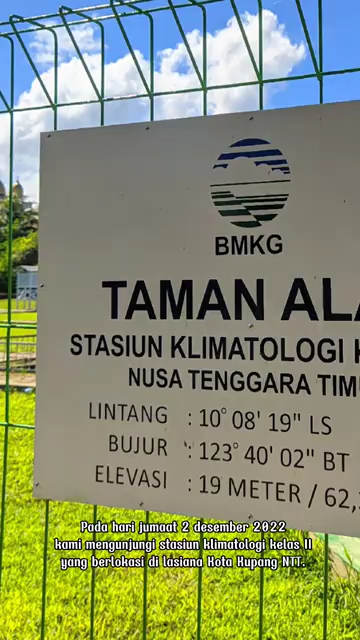 BMKG
TAMAN ALA
STASIUN KLIMATOLOGI
NUSA TENGGARA TIM
LINTANG : 10° 08' 19" LS
BUJUR : 123° 40' 02" BT
ELEVASI : 19 METER / 62,
Pada hari jumaat 2 desember 2022
kami mengunjungi stasiun klimatologi kelas II
yang berlokasi di lasiana Kota Kupang NTT.